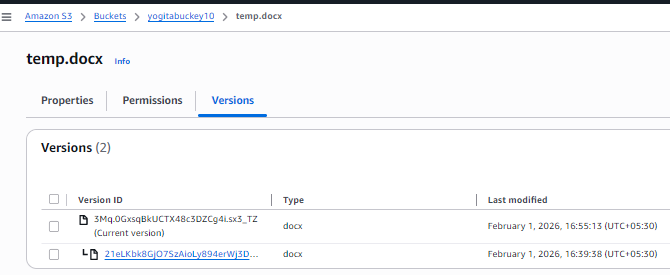 Amazon S3 > Buckets > yogitabuckey10 > temp.docx
temp.docx Info
Properties Permissions Versions
Versions (2)
Version ID Type Last modified
3Mq.0GxsqBkUCTX48c3DZCg4i.sx3_TZ docx February 1, 2026, 16:55:13 (UTC+05:30)
(Current version)
21eLKbk8GjO7SzAioLy894erWj3D... docx February 1, 2026, 16:39:38 (UTC+05:30)